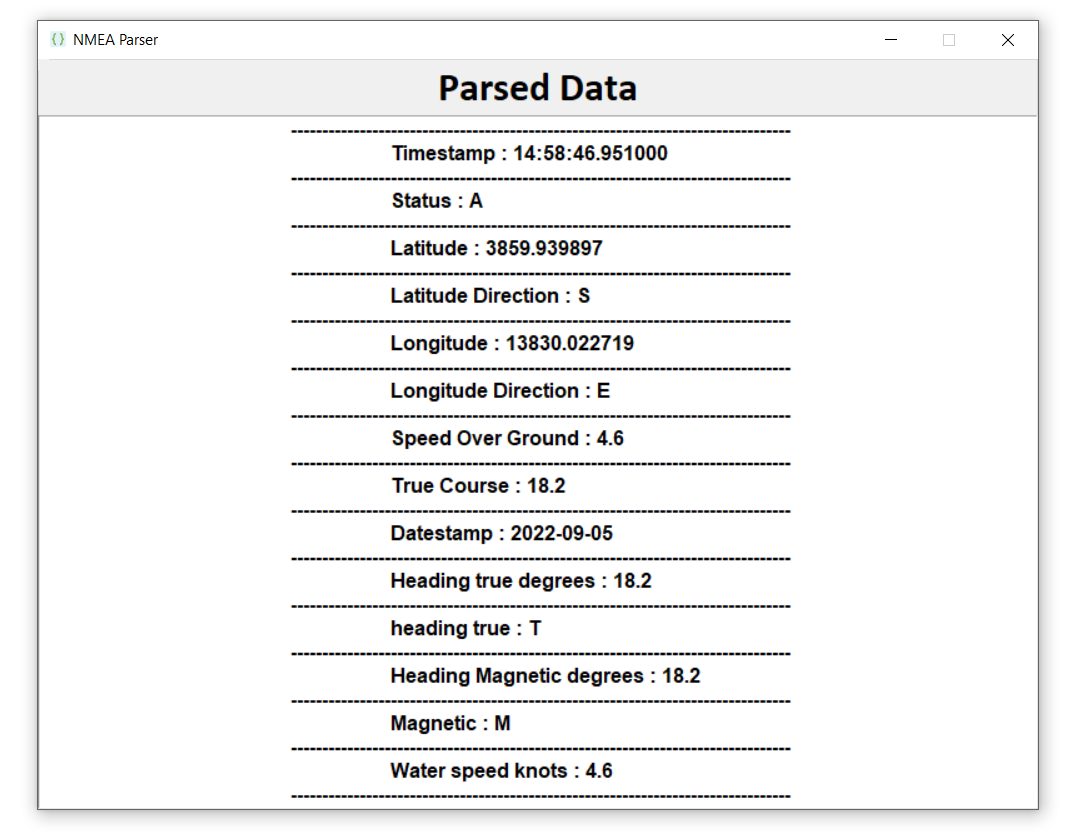 NMEA Parser
Parsed Data
--------------------------------------------------------------------------------
Timestamp : 14:58:46.951000
--------------------------------------------------------------------------------
Status : A
--------------------------------------------------------------------------------
Latitude : 3859.939897
--------------------------------------------------------------------------------
Latitude Direction : S
--------------------------------------------------------------------------------
Longitude : 13830.022719
--------------------------------------------------------------------------------
Longitude Direction : E
--------------------------------------------------------------------------------
Speed Over Ground : 4.6
--------------------------------------------------------------------------------
True Course : 18.2
--------------------------------------------------------------------------------
Datestamp : 2022-09-05
--------------------------------------------------------------------------------
Heading true degrees : 18.2
--------------------------------------------------------------------------------
heading true : T
--------------------------------------------------------------------------------
Heading Magnetic degrees : 18.2
--------------------------------------------------------------------------------
Magnetic : M
--------------------------------------------------------------------------------
Water speed knots : 4.6
--------------------------------------------------------------------------------